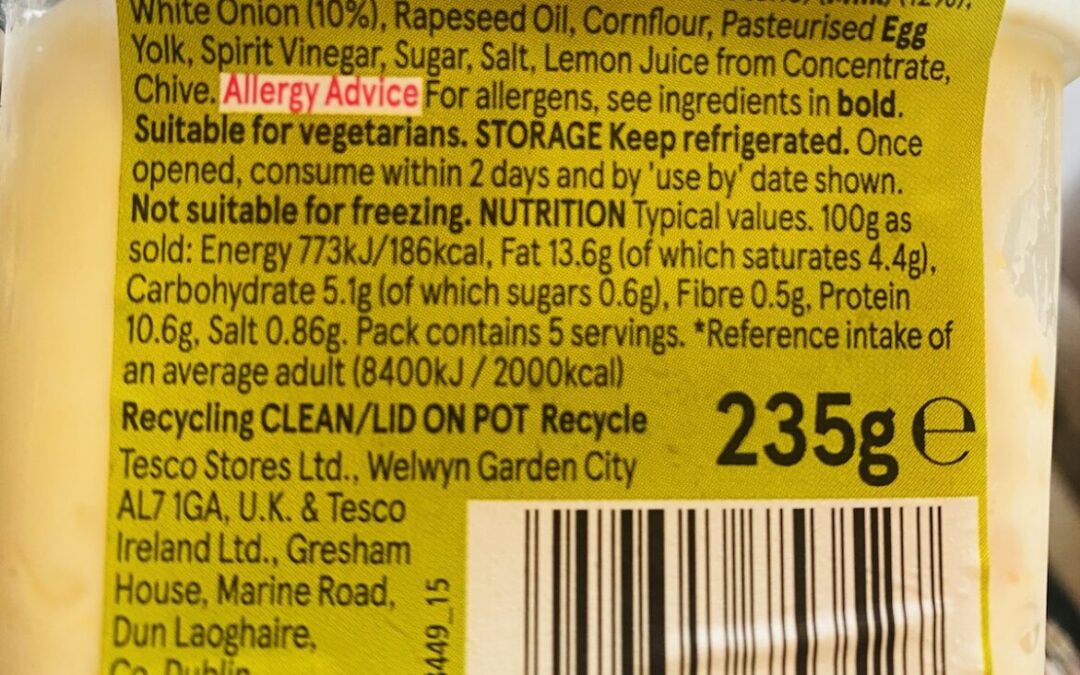 White Onion (10%), Rapeseed Oil, Cornflour, Pasteurised Egg
Yolk, Spirit Vinegar, Sugar, Salt, Lemon Juice from Concentrate,
Chive. Allergy Advice For allergens, see ingredients in bold.
Suitable for vegetarians. STORAGE Keep refrigerated. Once
opened, consume within 2 days and by 'use by' date shown.
Not suitable for freezing. NUTRITION Typical values. 100g as
sold: Energy 773kJ/186kcal, Fat 13.6g (of which saturates 4.4g),
Carbohydrate 5.1g (of which sugars 0.6g), Fibre 0.5g, Protein
10.6g, Salt 0.86g. Pack contains 5 servings. *Reference intake of
an average adult (8400kJ / 2000kcal)
Recycling CLEAN/LID ON POT Recycle
235g e
Tesco Stores Ltd., Welwyn Garden City
AL7 1GA, U.K. & Tesco
Ireland Ltd., Gresham
House, Marine Road,
Dun Laoghaire,
Co. Dublin
4449_15